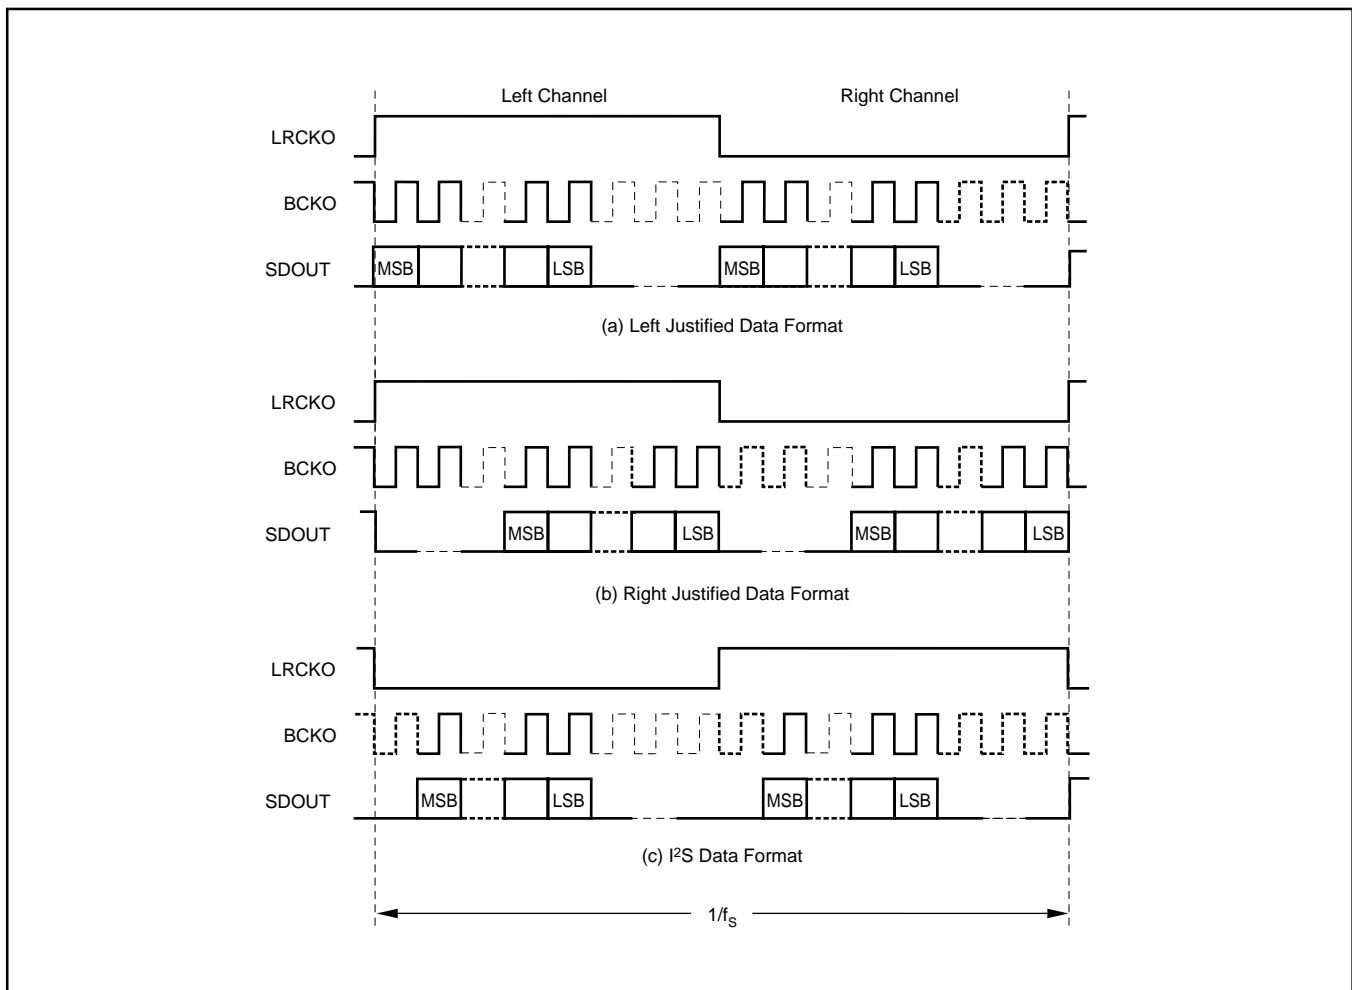 Left Channel Right Channel
LRCKO
BCKO
SDOUT MSB LSB MSB LSB
(a) Left Justified Data Format
LRCKO
BCKO
SDOUT MSB LSB MSB LSB
(b) Right Justified Data Format
LRCKO
BCKO
SDOUT MSB LSB MSB LSB
(c) I²S Data Format
1/fS